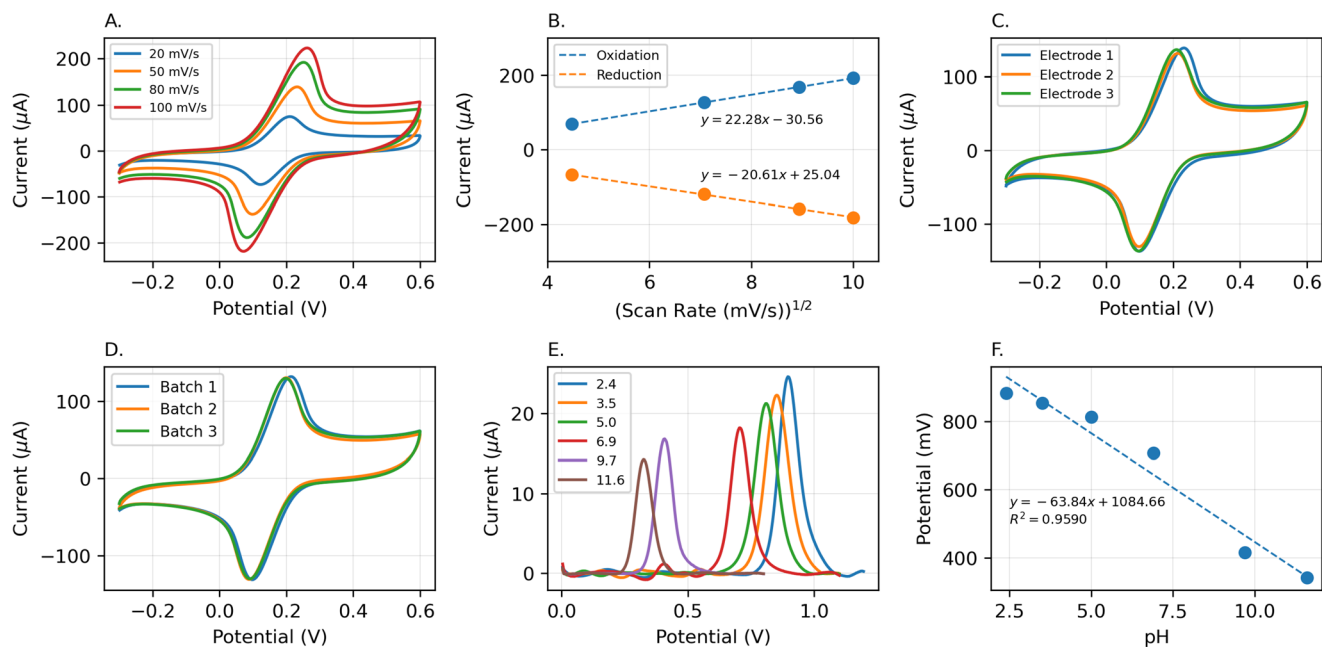 A.
20 mV/s
50 mV/s
80 mV/s
100 mV/s
200
100
0
−100
−200
Current (µA)
−0.2
0.0
0.2
0.4
0.6
Potential (V)
B.
Oxidation
Reduction
y = 22.28x − 30.56
y = −20.61x + 25.04
200
0
−200
Current (µA)
4
6
8
10
(Scan Rate (mV/s))^{1/2}
C.
Electrode 1
Electrode 2
Electrode 3
100
0
−100
Current (µA)
−0.2
0.0
0.2
0.4
0.6
Potential (V)
D.
Batch 1
Batch 2
Batch 3
100
0
−100
Current (µA)
−0.2
0.0
0.2
0.4
0.6
Potential (V)
E.
2.4
3.5
5.0
6.9
9.7
11.6
20
10
0
Current (µA)
0.0
0.5
1.0
Potential (V)
F.
y = −63.84x + 1084.66
R² = 0.9590
800
600
400
Potential (mV)
2.5
5.0
7.5
10.0
pH